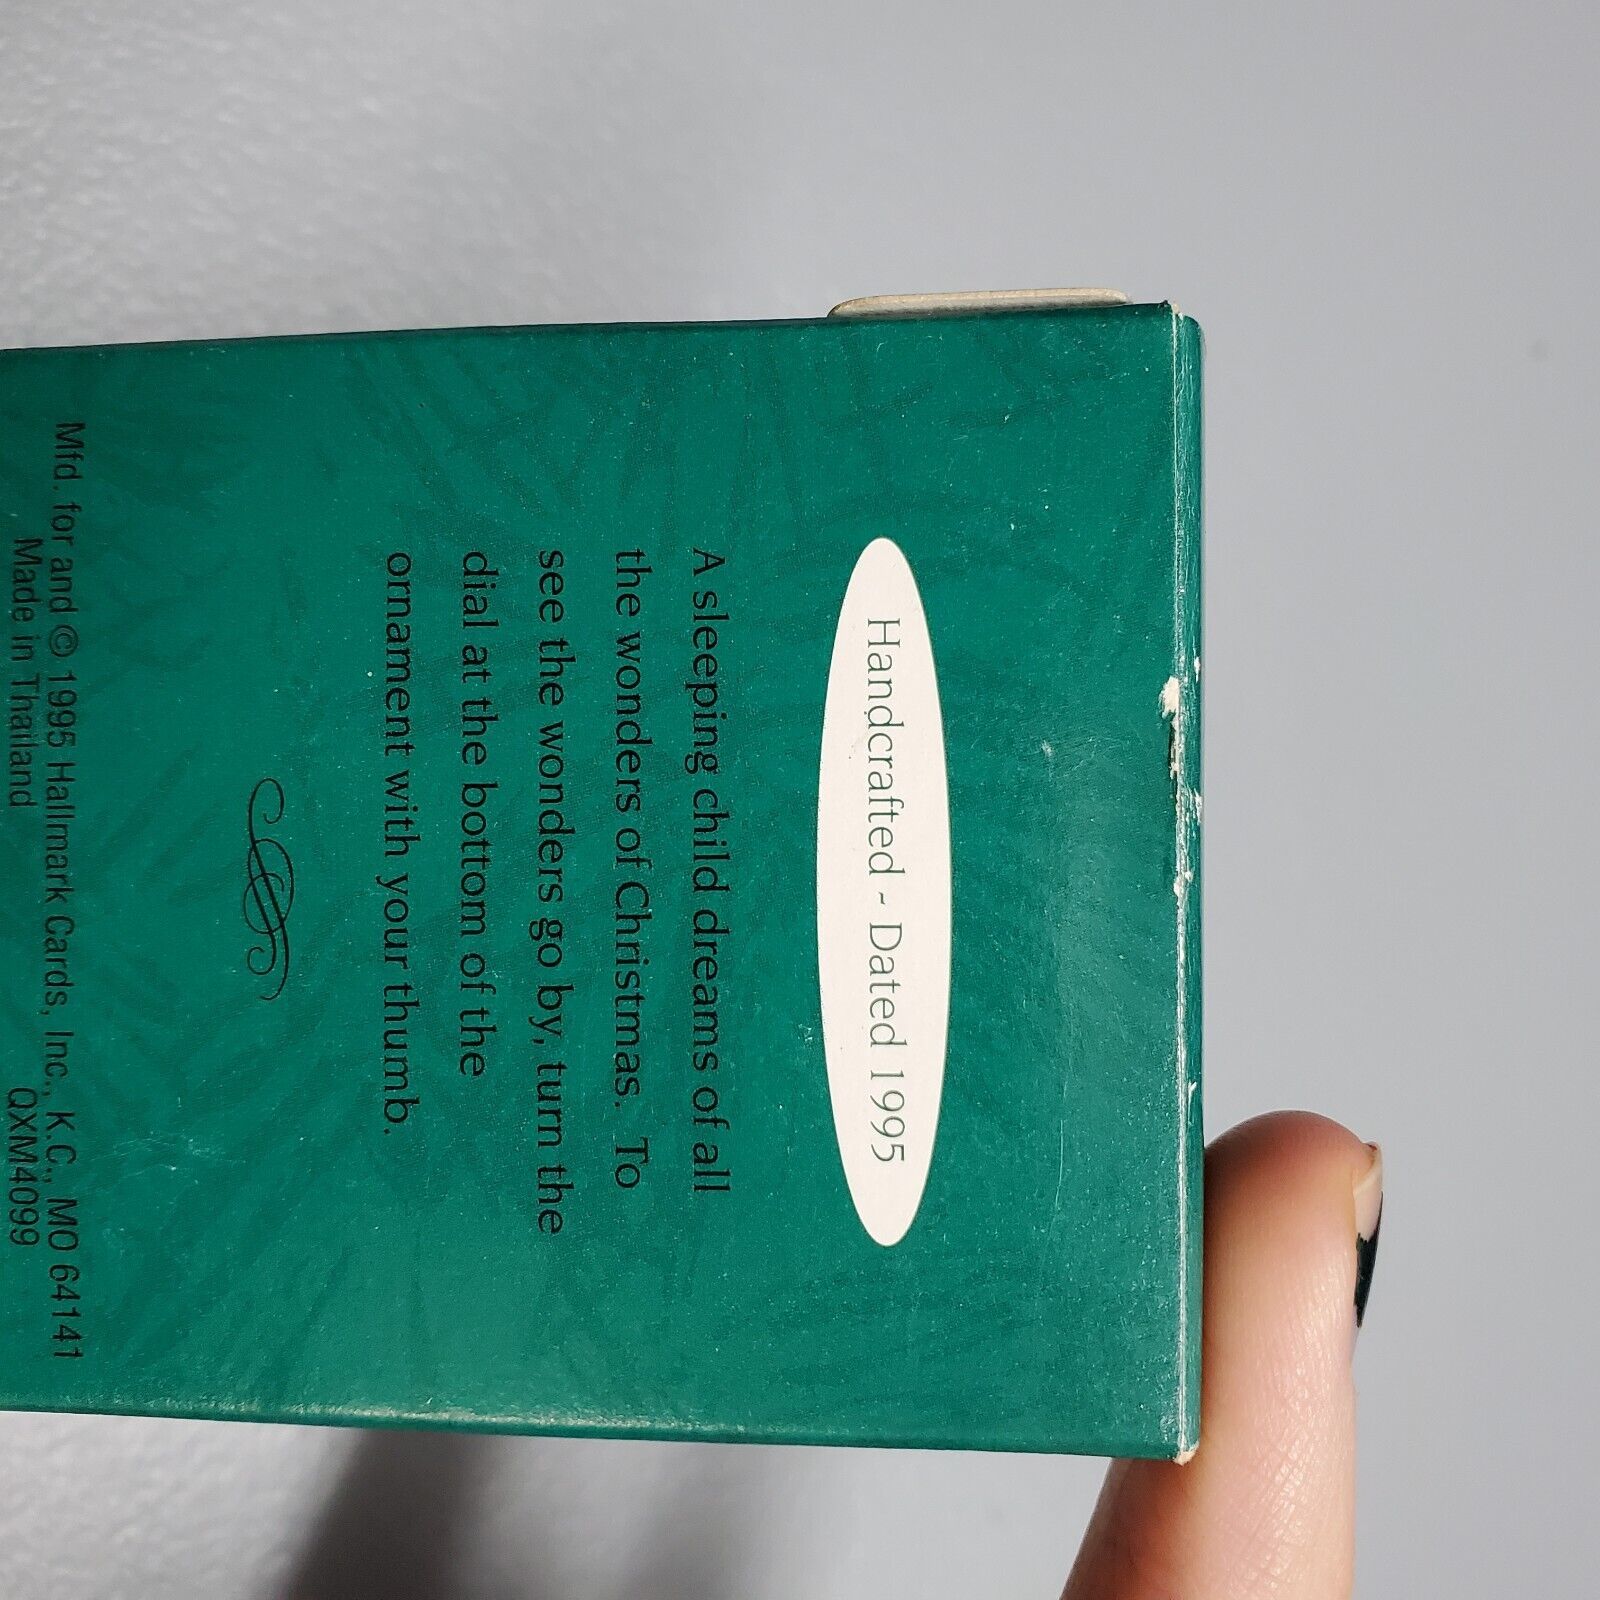 Handcrafted - Dated 1995
A sleeping child dreams of all
the wonders of Christmas. To
see the wonders go by, turn the
dial at the bottom of the
ornament with your thumb.
Mfd. for and © 1995 Hallmark Cards, Inc., K.C., MO 64141
Made in Thailand QXM4099